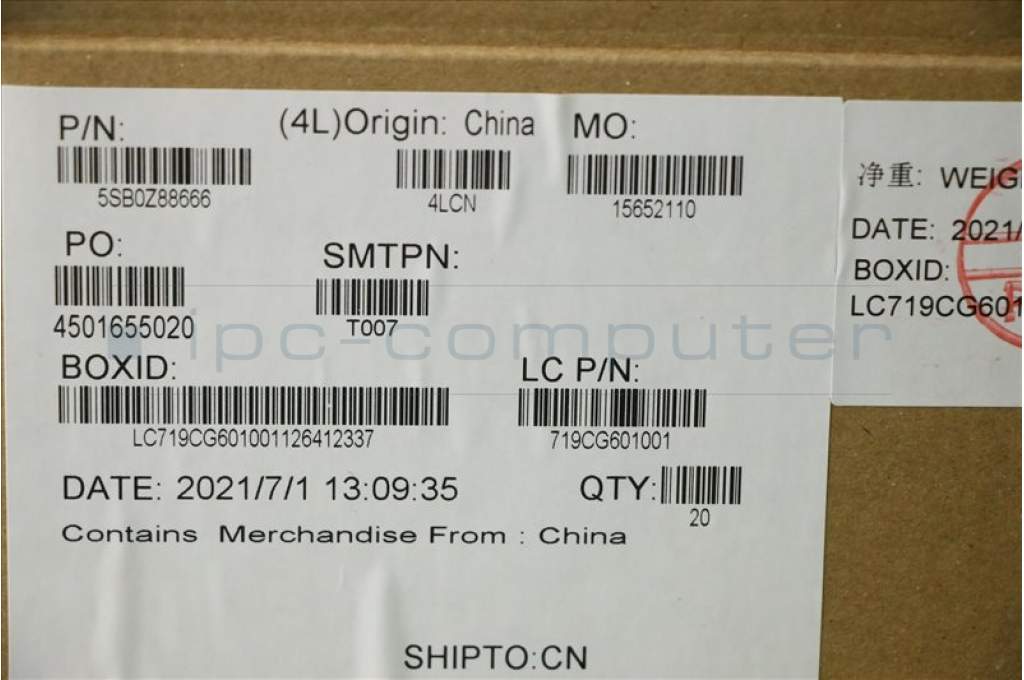 P/N:
5SB0Z88666
(4L)Origin: China
4LCN
MO:
15652110
PO:
4501655020
SMTPN:
T007
BOXID:
LC719CG601001126412337
LC P/N:
719CG601001
DATE: 2021/7/1 13:09:35
QTY:
20
Contains Merchandise From : China
SHIPTO:CN
净重: WEIG
DATE: 2021/
BOXID:
LC719CG601
ipc-computer